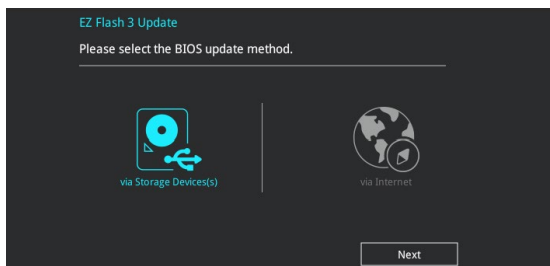 EZ Flash 3 Update
Please select the BIOS update method.
via Storage Devices(s)
via Internet
Next